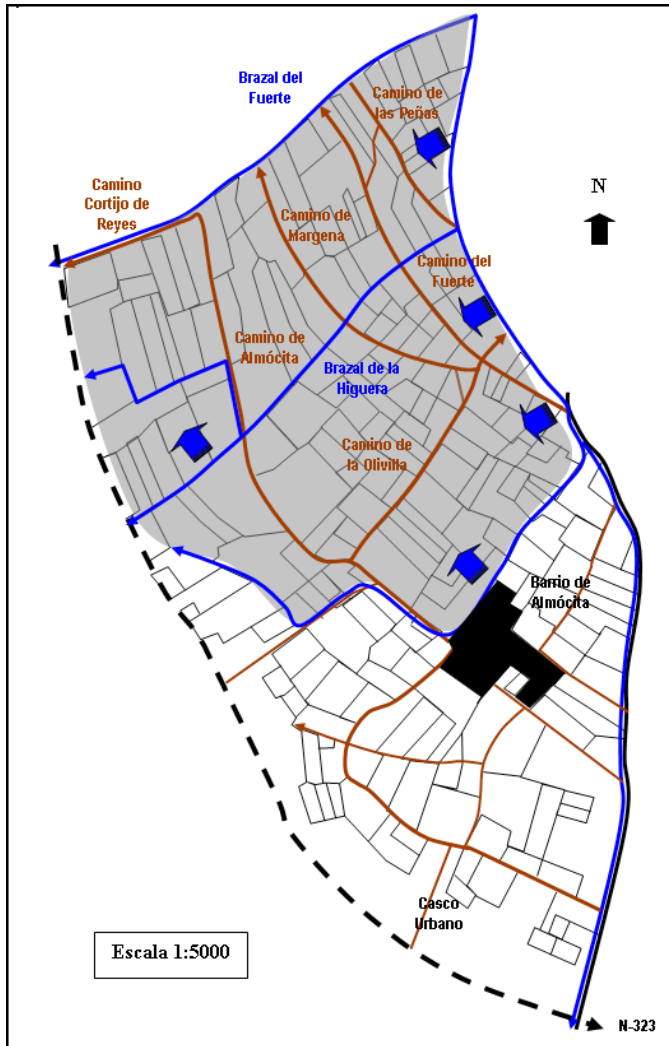 Brazal del
Fuerte
Camino de
las Peñas
Camino
Cortijo de
Reyes
N
Camino de
Margena
Camino del
Fuerte
Camino de
Almócita
Brazal de la
Higuera
Camino de
la Olivilla
Barrio de
Almócita
Casco
Urbano
Escala 1:5000
N-323